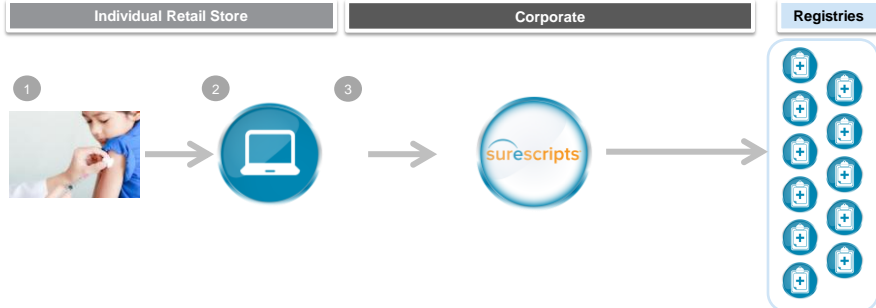 Individual Retail Store
Corporate
Registries
1
2
3
surescripts